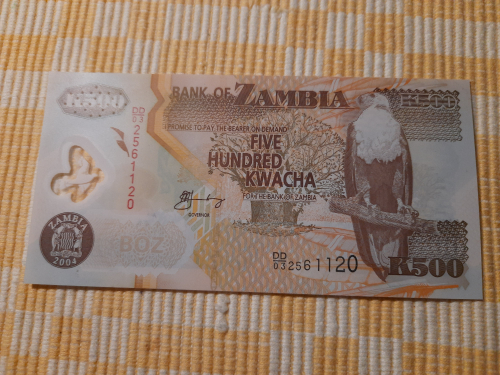 BANK OF ZAMBIA
K500
K500
I PROMISE TO PAY THE BEARER ON DEMAND
FIVE
HUNDRED
KWACHA
FOR THE BANK OF ZAMBIA
GOVERNOR
DD/03 2561120
ZAMBIA
2004
BOZ
DD/03 2561120
K500